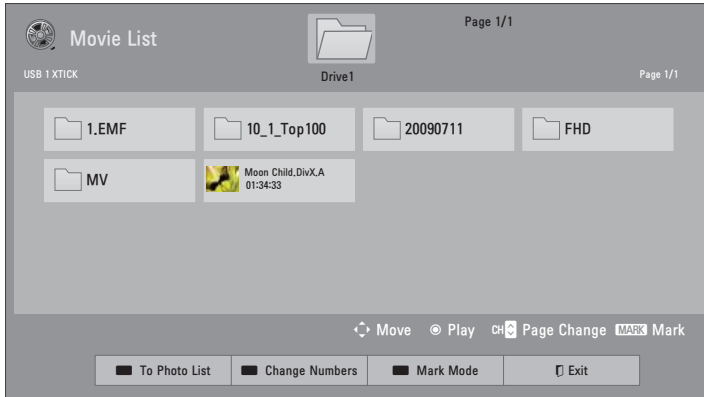 Movie List
Page 1/1
USB 1 XTICK
Drive1
Page 1/1
1.EMF
10_1_Top100
20090711
FHD
MV
Moon Child.DivX.A
01:34:33
Move
Play
CH Page Change
MARK Mark
To Photo List
Change Numbers
Mark Mode
Exit